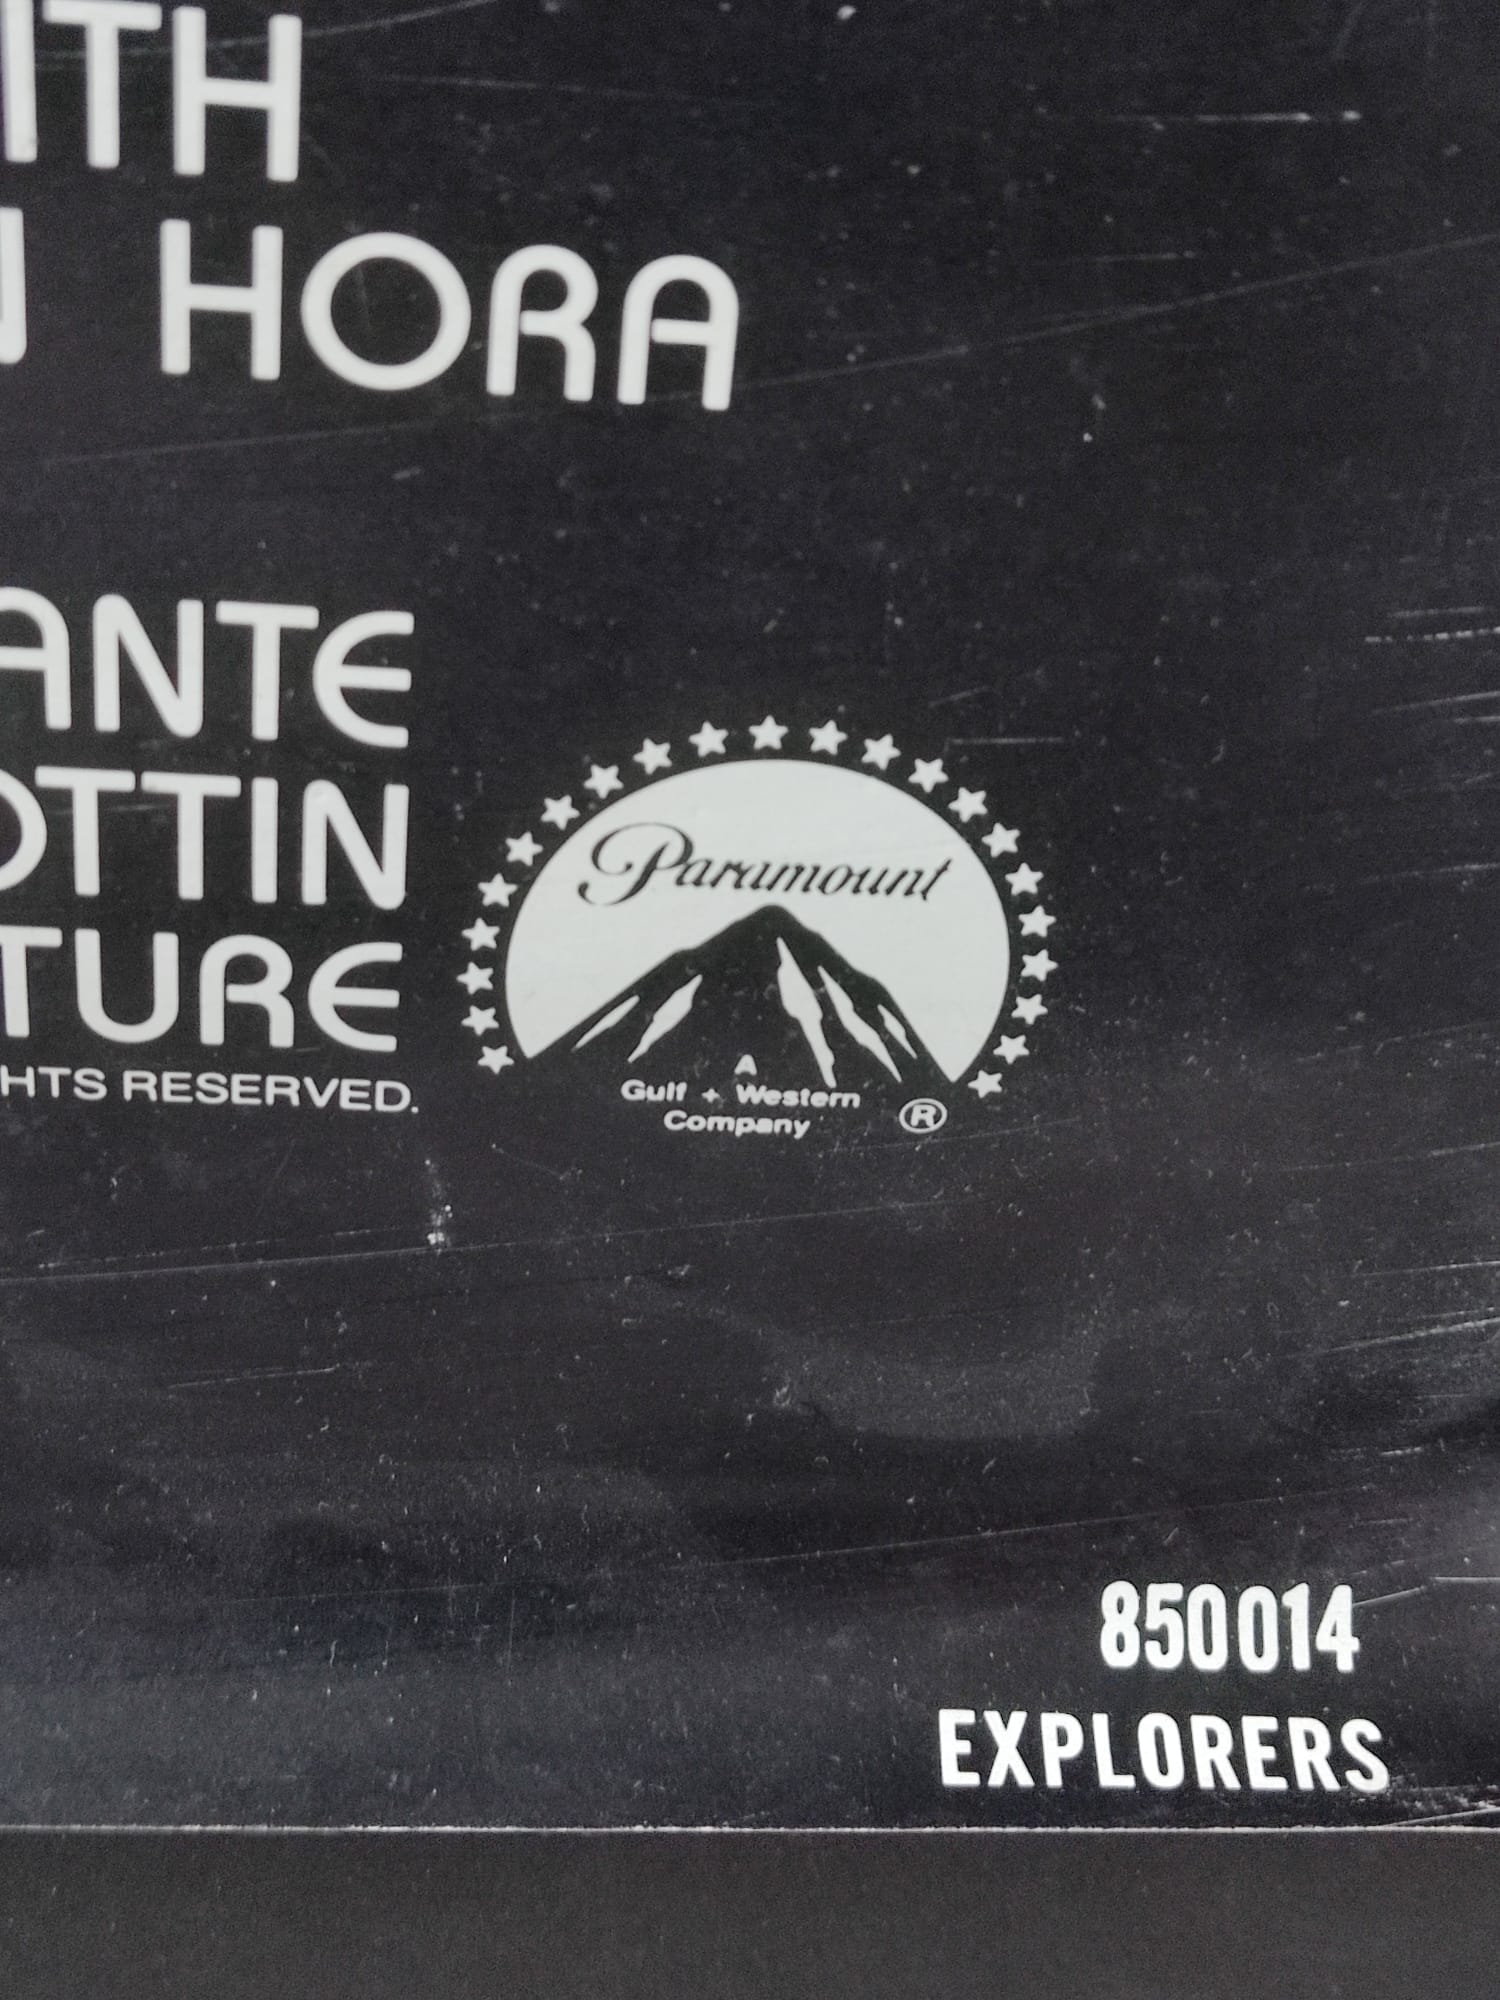 ITH
N HORA
ANTE
OTTIN
TURE
HTS RESERVED.
Paramount
A
Gulf + Western
Company ®
850014
EXPLORERS